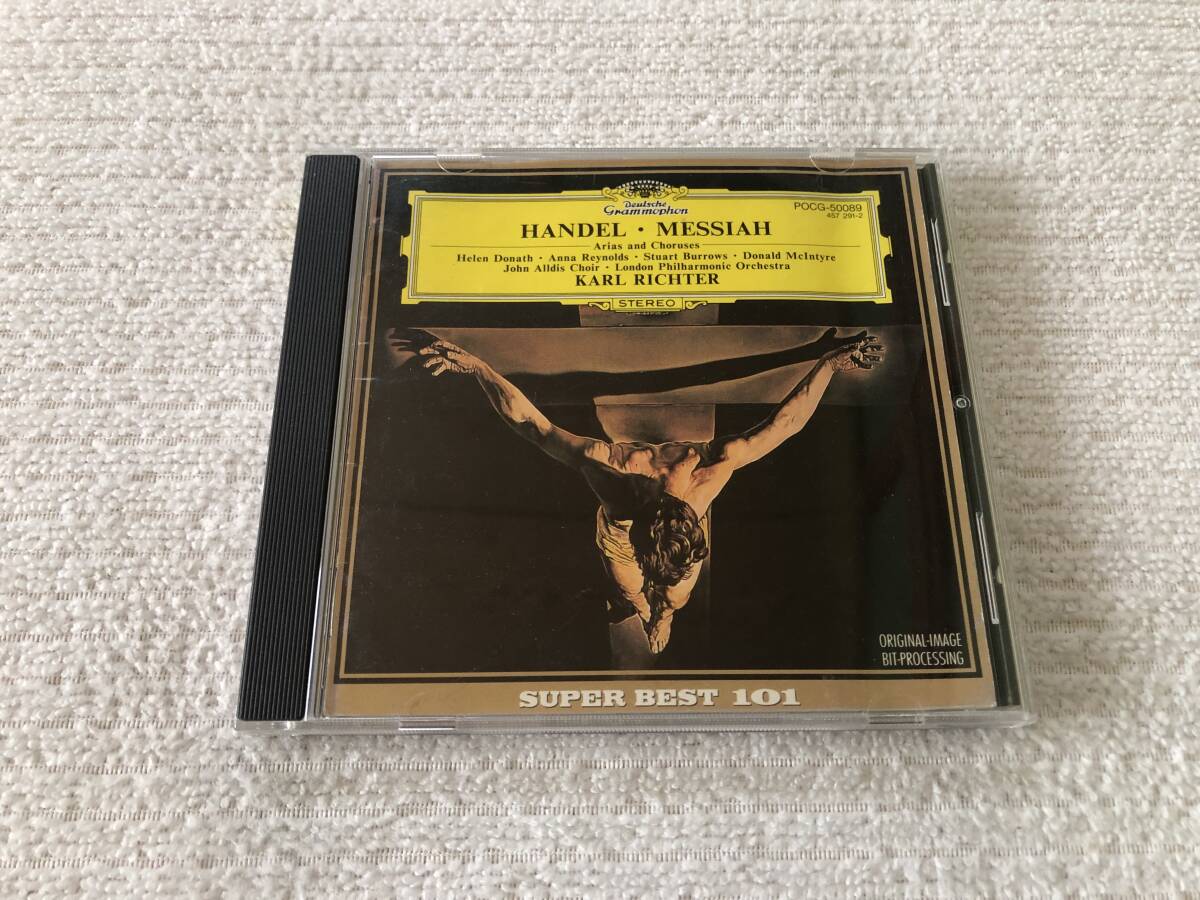 Deutsche
Grammophon
POCG-50089
457 291-2
HANDEL · MESSIAH
Arias and Choruses
Helen Donath · Anna Reynolds · Stuart Burrows · Donald McIntyre
John Alldis Choir · London Philharmonic Orchestra
KARL RICHTER
STEREO
ORIGINAL-IMAGE
BIT-PROCESSING
SUPER BEST 101